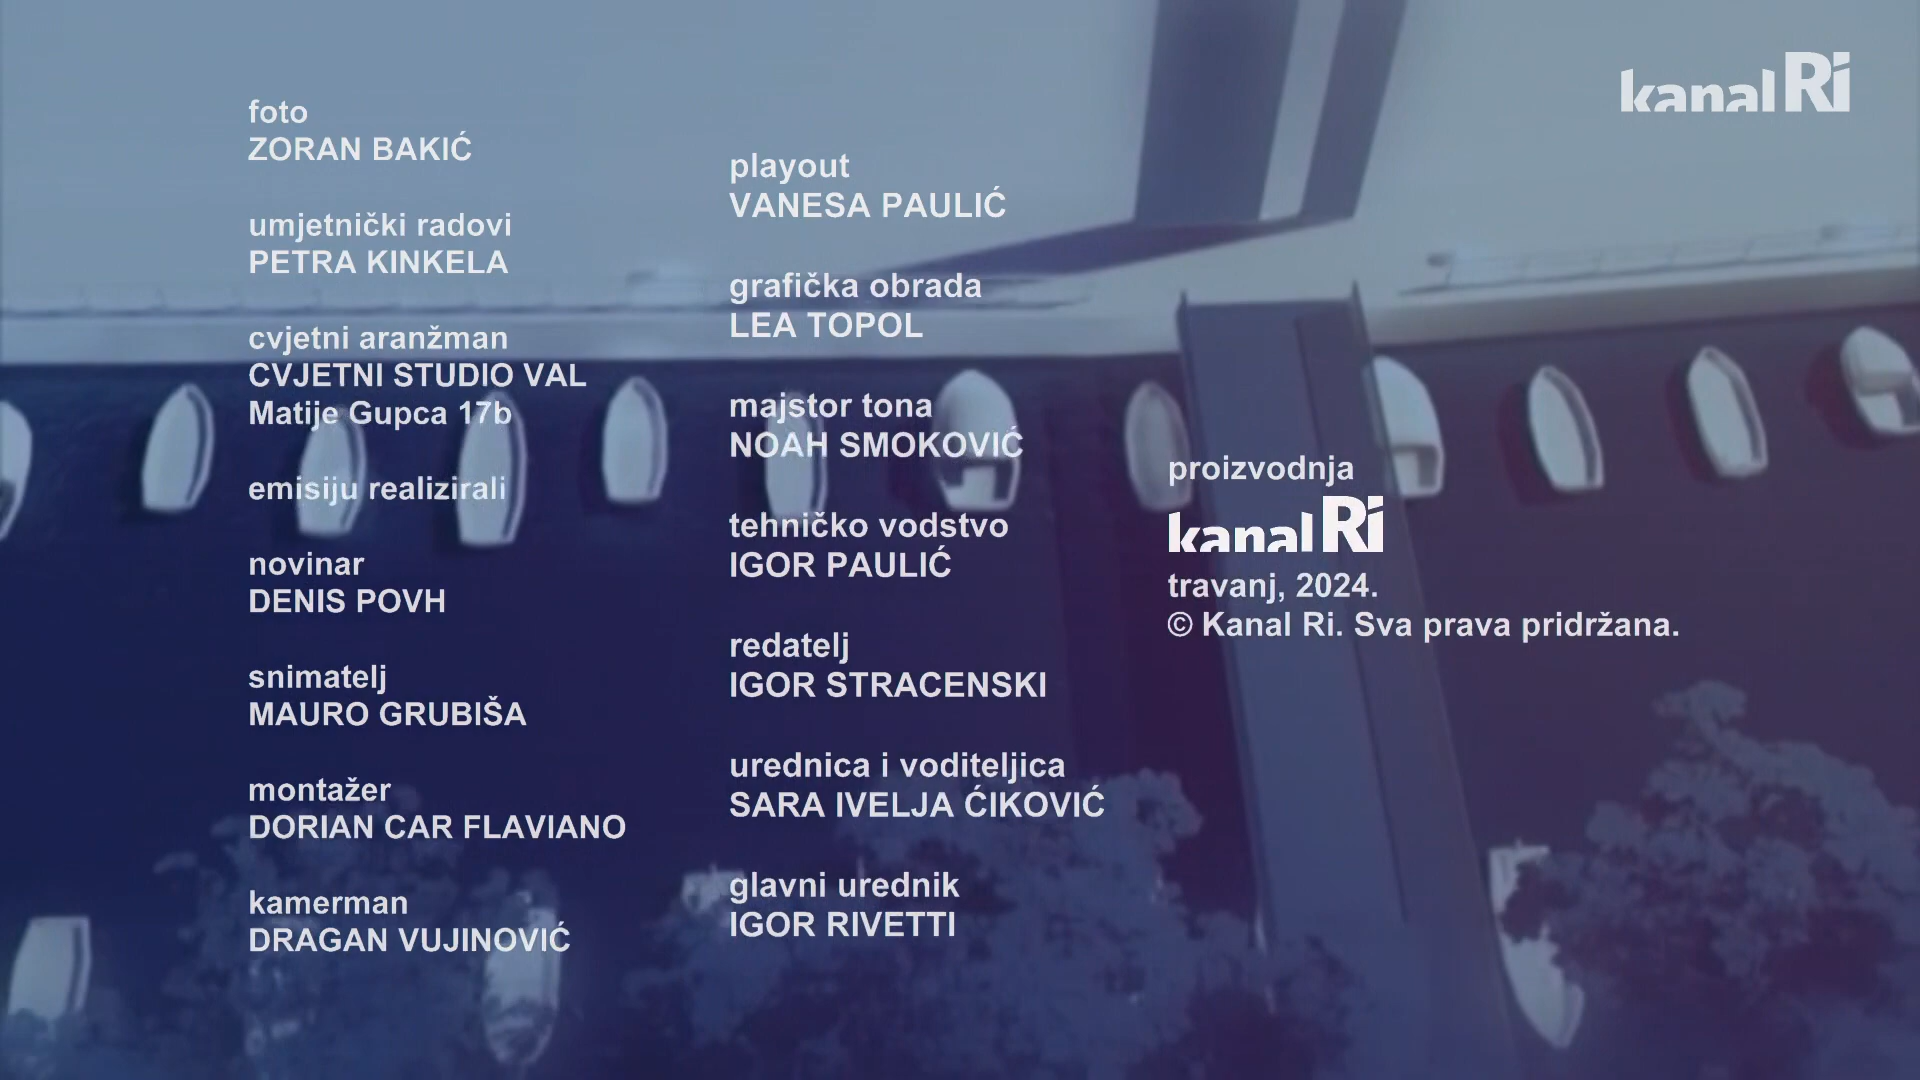 foto
ZORAN BAKIĆ
umjetnički radovi
PETRA KINKELA
cvjetni aranžman
CVJETNI STUDIO VAL
Matije Gupca 17b
emisiju realizirali
novinar
DENIS POVH
snimatelj
MAURO GRUBIŠA
montažer
DORIAN CAR FLAVIANO
kamerman
DRAGAN VUJINOVIĆ
playout
VANESA PAULIĆ
grafička obrada
LEA TOPOL
majstor tona
NOAH SMOKOVIĆ
tehničko vodstvo
IGOR PAULIĆ
redatelj
IGOR STRACENSKI
urednica i voditeljica
SARA IVELJA ĆIKOVIĆ
glavni urednik
IGOR RIVETTI
kanal Ri
proizvodnja
kanal Ri
travanj, 2024.
© Kanal Ri. Sva prava pridržana.